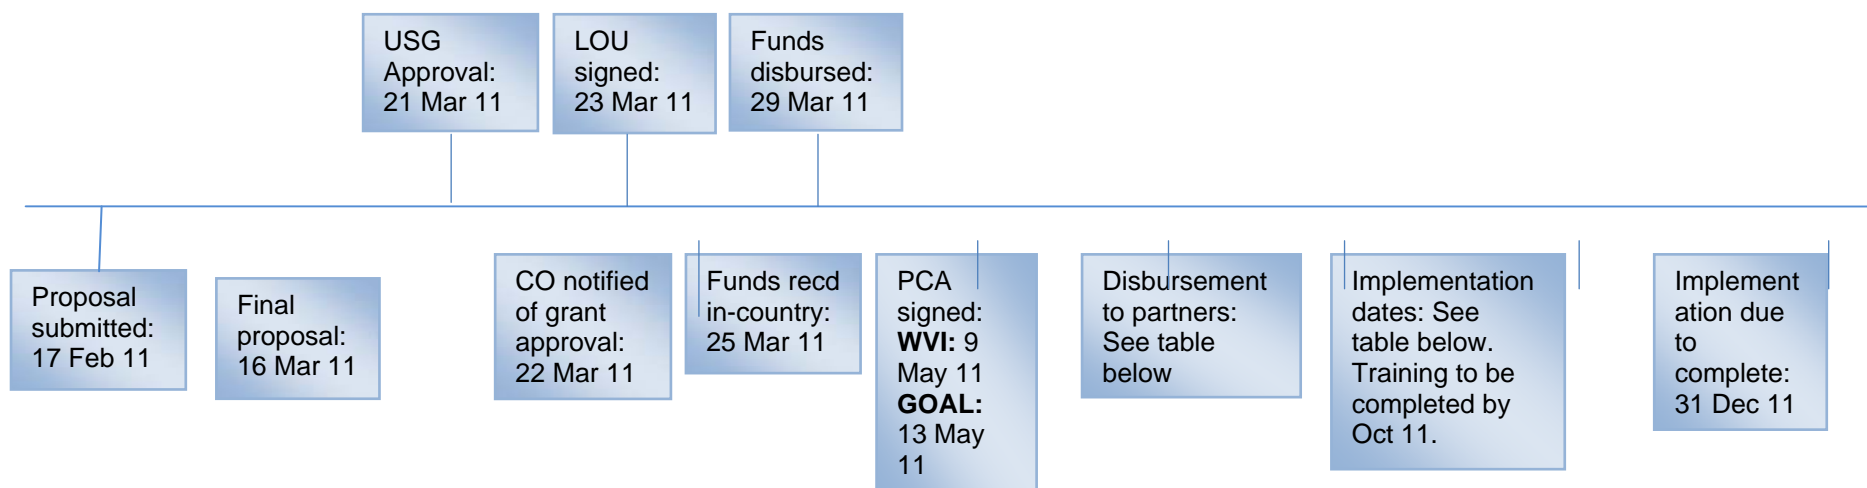 USG
Approval:
21 Mar 11
LOU
signed:
23 Mar 11
Funds
disbursed:
29 Mar 11
Proposal
submitted:
17 Feb 11
Final
proposal:
16 Mar 11
CO notified
of grant
approval:
22 Mar 11
Funds recd
in-country:
25 Mar 11
PCA
signed:
WVI: 9
May 11
GOAL:
13 May
11
Disbursement
to partners:
See table
below
Implementation
dates: See
table below.
Training to be
completed by
Oct 11.
Implement
ation due
to
complete:
31 Dec 11